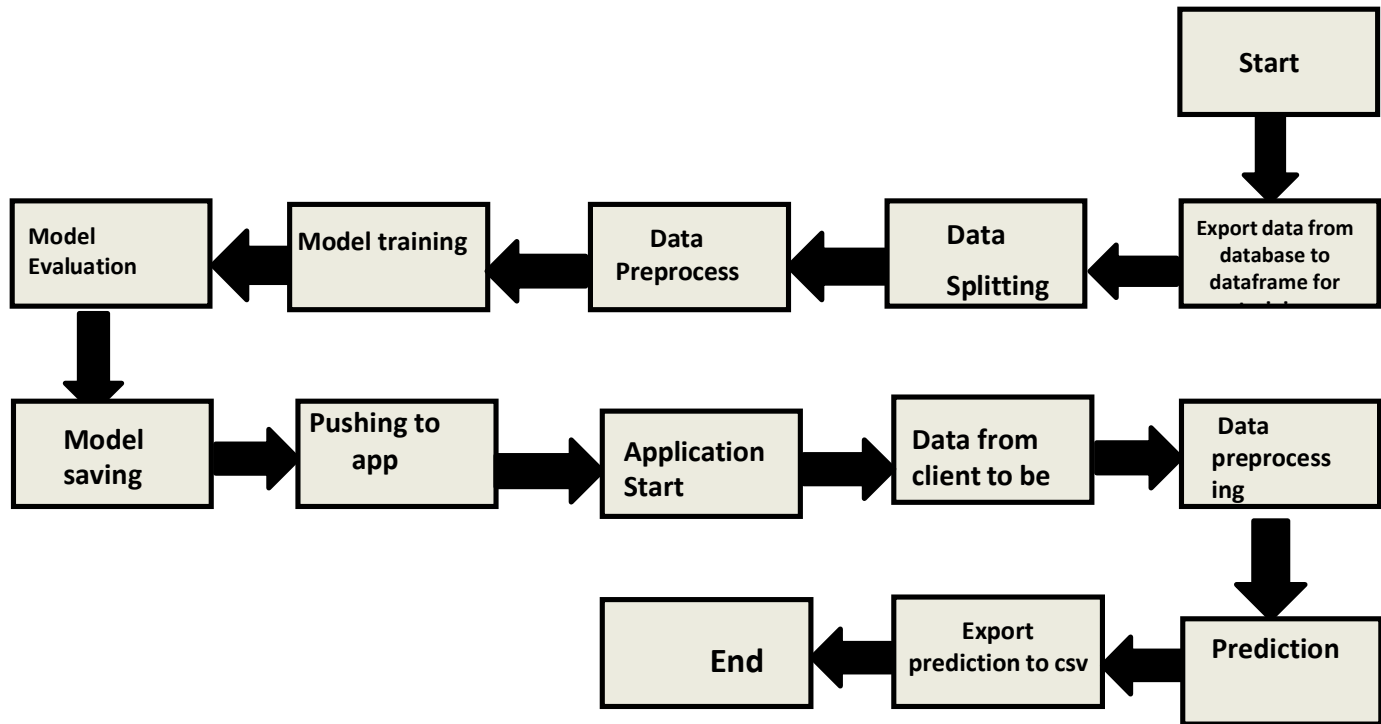 Start
Export data from
database to
dataframe for
Data
Splitting
Data
Preprocess
Model training
Model
Evaluation
Model
saving
Pushing to
app
Application
Start
Data from
client to be
Data
preprocess
ing
Prediction
Export
prediction to csv
End